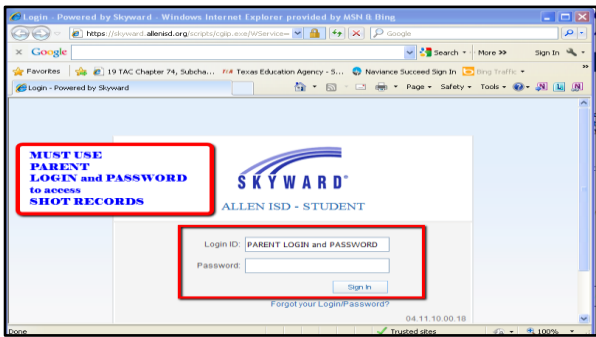 Login - Powered by Skyward - Windows Internet Explorer provided by MSN & Bing
https://skyward.allenisd.org/scripts/cgiip.exe/WService= Google
Google Search More >> Sign In
Favorites 19 TAC Chapter 74, Subcha... Texas Education Agency - S... Naviance Succeed Sign In Bing Traffic
Login - Powered by Skyward Page Safety Tools
MUST USE
PARENT
LOGIN and PASSWORD
to access
SHOT RECORDS
SKYWARD®
ALLEN ISD - STUDENT
Login ID: PARENT LOGIN and PASSWORD
Password:
Sign In
Forgot your Login/Password?
04.11.10.00.18
Done Trusted sites 100%